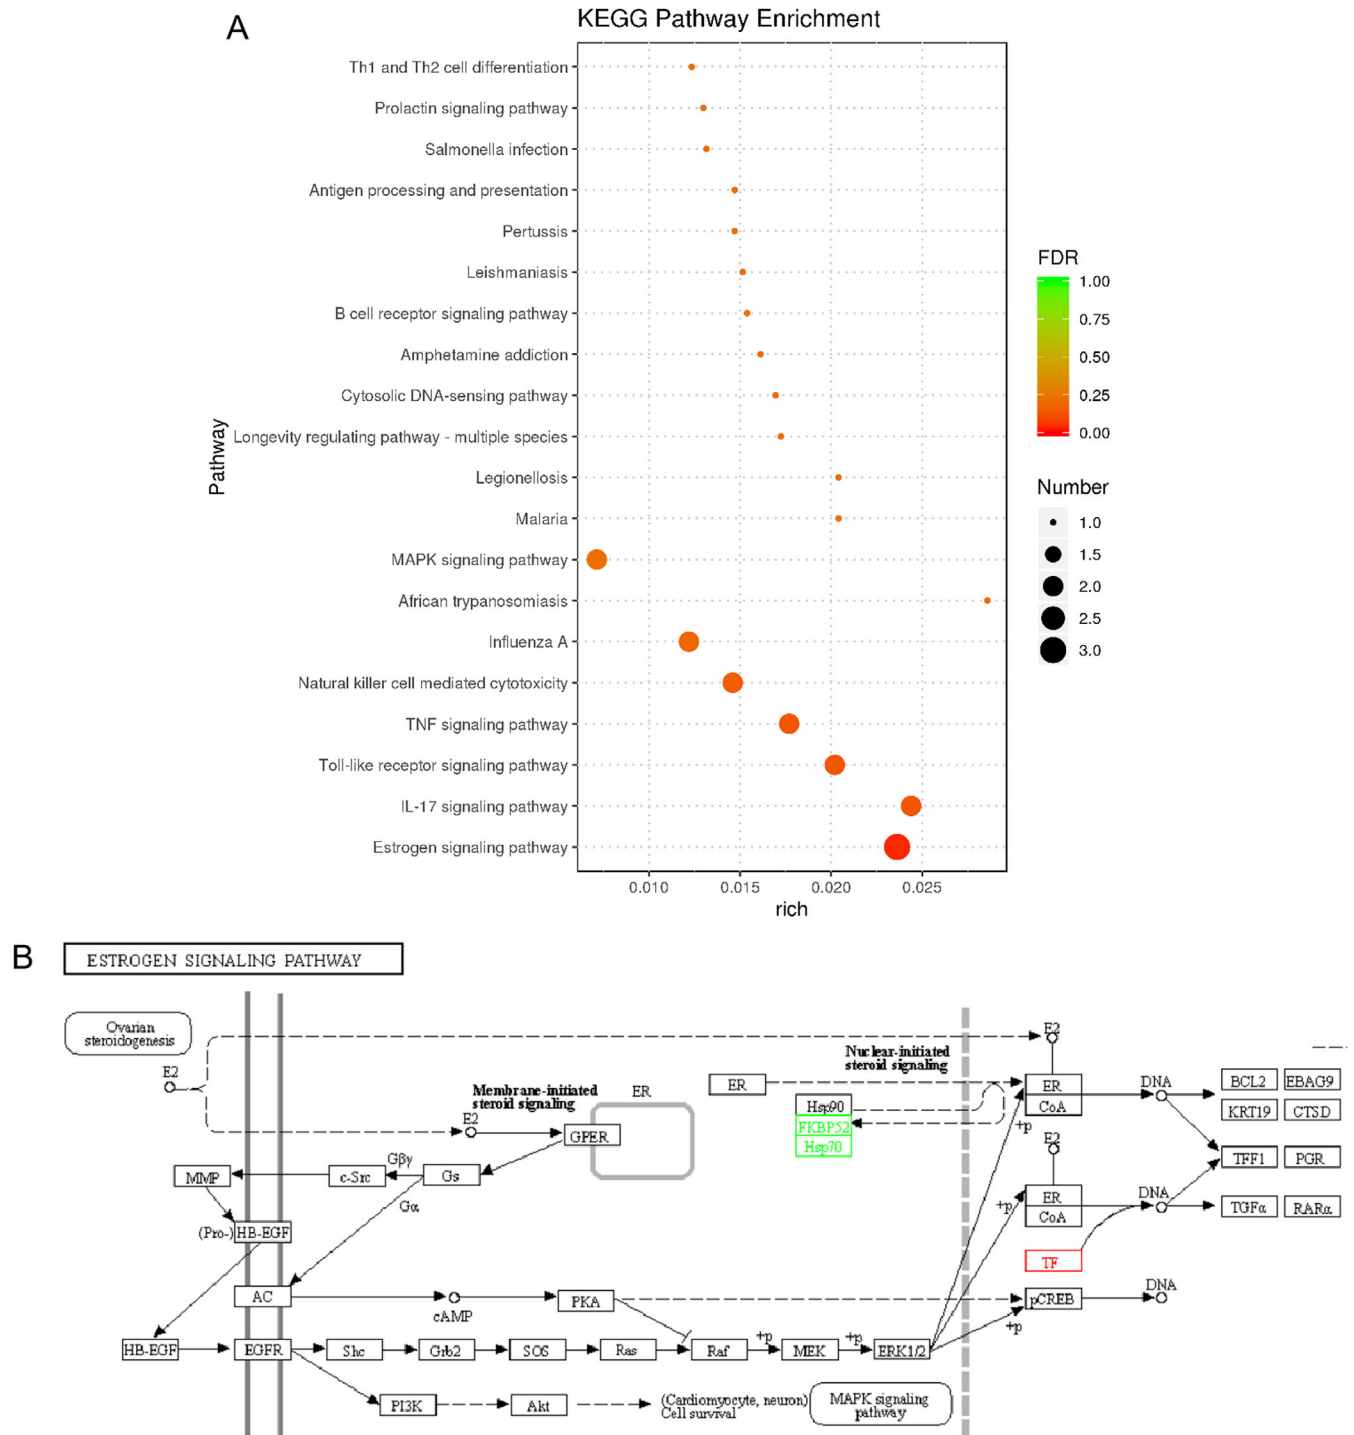 A
KEGG Pathway Enrichment
Th1 and Th2 cell differentiation
Prolactin signaling pathway
Salmonella infection
Antigen processing and presentation
Pertussis
Leishmaniasis
B cell receptor signaling pathway
Amphetamine addiction
Cytosolic DNA-sensing pathway
Longevity regulating pathway - multiple species
Legionellosis
Malaria
MAPK signaling pathway
African trypanosomiasis
Influenza A
Natural killer cell mediated cytotoxicity
TNF signaling pathway
Toll-like receptor signaling pathway
IL-17 signaling pathway
Estrogen signaling pathway
Pathway
0.010 0.015 0.020 0.025
rich
FDR
1.00
0.75
0.50
0.25
0.00
Number
1.0
1.5
2.0
2.5
3.0
B
ESTROGEN SIGNALING PATHWAY
Ovarian
steroidogenesis
E2
Membrane-initiated
steroid signaling
E2
GPER
ER
ER
Nuclear-initiated
steroid signaling
Hsp90
FKBP52
Hsp70
E2
ER
CoA
DNA
BCL2 EBAG9
KRT19 CTSD
+p
E2
TFF1 PGR
MMP
c-Src
Gβγ
Gs
Gα
+p
ER
CoA
DNA
TGFα RARα
(Pro-) HB-EGF
TF
AC
cAMP
PKA
pCREB
DNA
+p
HB-EGF
EGFR
Shc
Grb2
SOS
Ras
Raf
+p
MEK
+p
ERK1/2
PI3K
Akt
(Cardiomyocyte, neuron)
Cell survival
MAPK signaling
pathway